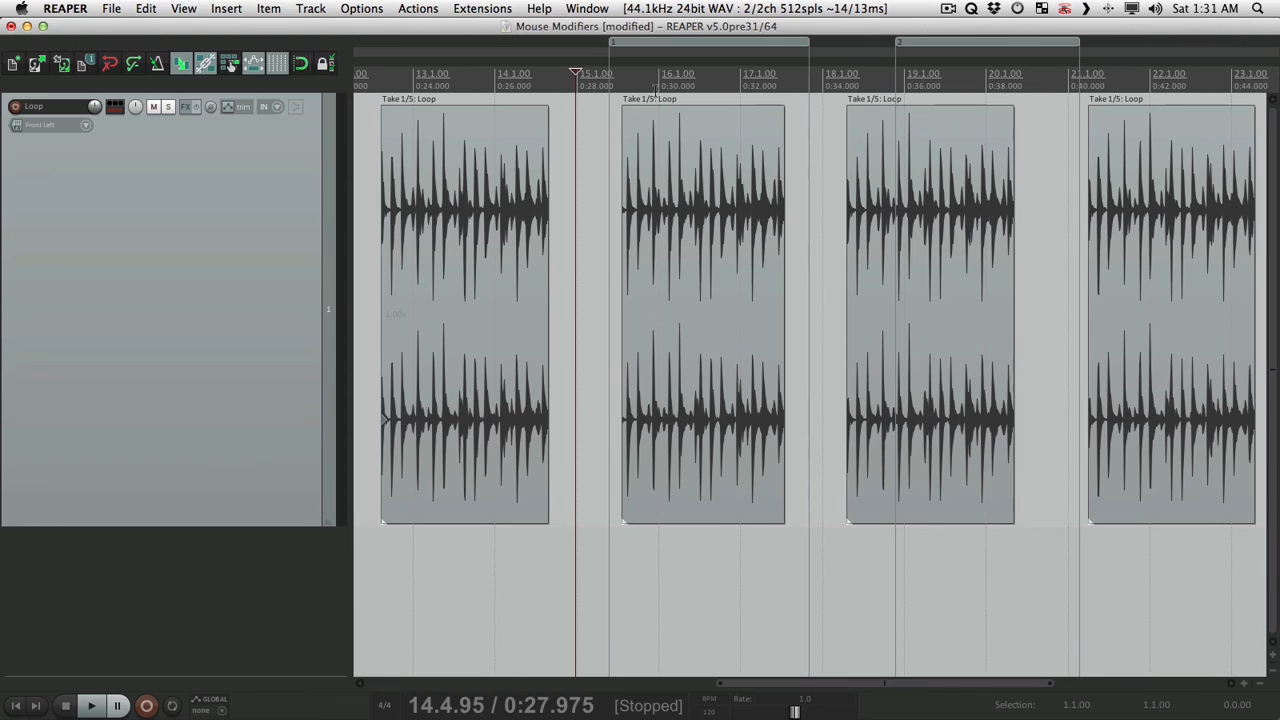 REAPER File Edit View Insert Item Track Options Actions Extensions Help Window [44.1kHz 24bit WAV : 2/2ch 512spls ~14/13ms] Sat 1:31 AM
Mouse Modifiers [modified] – REAPER v5.0pre31/64
1 2
.00 13.1.00 14.1.00 15.1.00 16.1.00 17.1.00 18.1.00 19.1.00 20.1.00 21.1.00 22.1.00 23.1.00
000 0:24.000 0:26.000 0:28.000 0:30.000 0:32.000 0:34.000 0:36.000 0:38.000 0:40.000 0:42.000 0:44.000
Take 1/5: Loop Take 1/5: Loop Take 1/5: Loop Take 1/5: Loop
Loop M S FX trim IN
Front Left
1
1.00x
GLOBAL
none
4/4 14.4.95 / 0:27.975 [Stopped] BPM 120 Rate: 1.0 Selection: 1.1.00 1.1.00 0.0.00